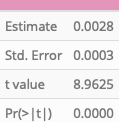 Estimate 0.0028
Std. Error 0.0003
t value 8.9625
Pr(>|t|) 0.0000